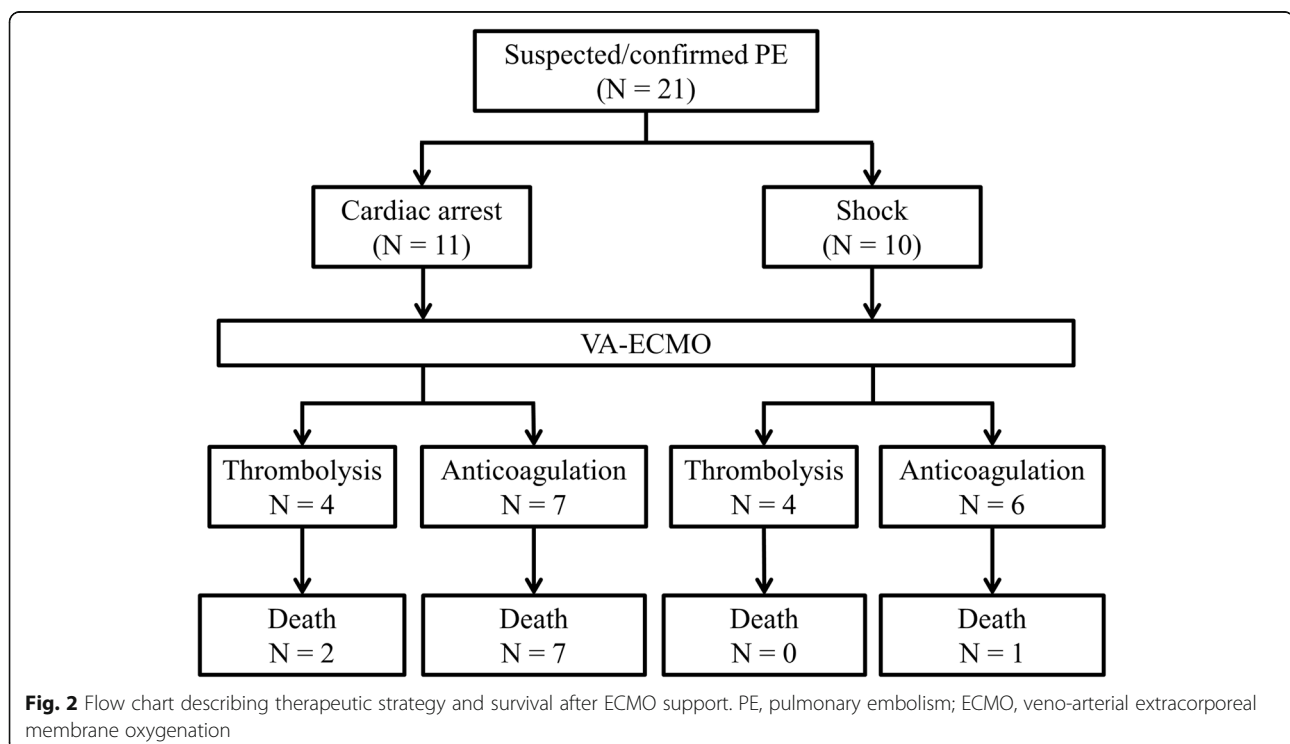 Suspected/confirmed PE
(N = 21)
Cardiac arrest
(N = 11)
Shock
(N = 10)
VA-ECMO
Thrombolysis
N = 4
Anticoagulation
N = 7
Thrombolysis
N = 4
Anticoagulation
N = 6
Death
N = 2
Death
N = 7
Death
N = 0
Death
N = 1
Fig. 2 Flow chart describing therapeutic strategy and survival after ECMO support. PE, pulmonary embolism; ECMO, veno-arterial extracorporeal
membrane oxygenation